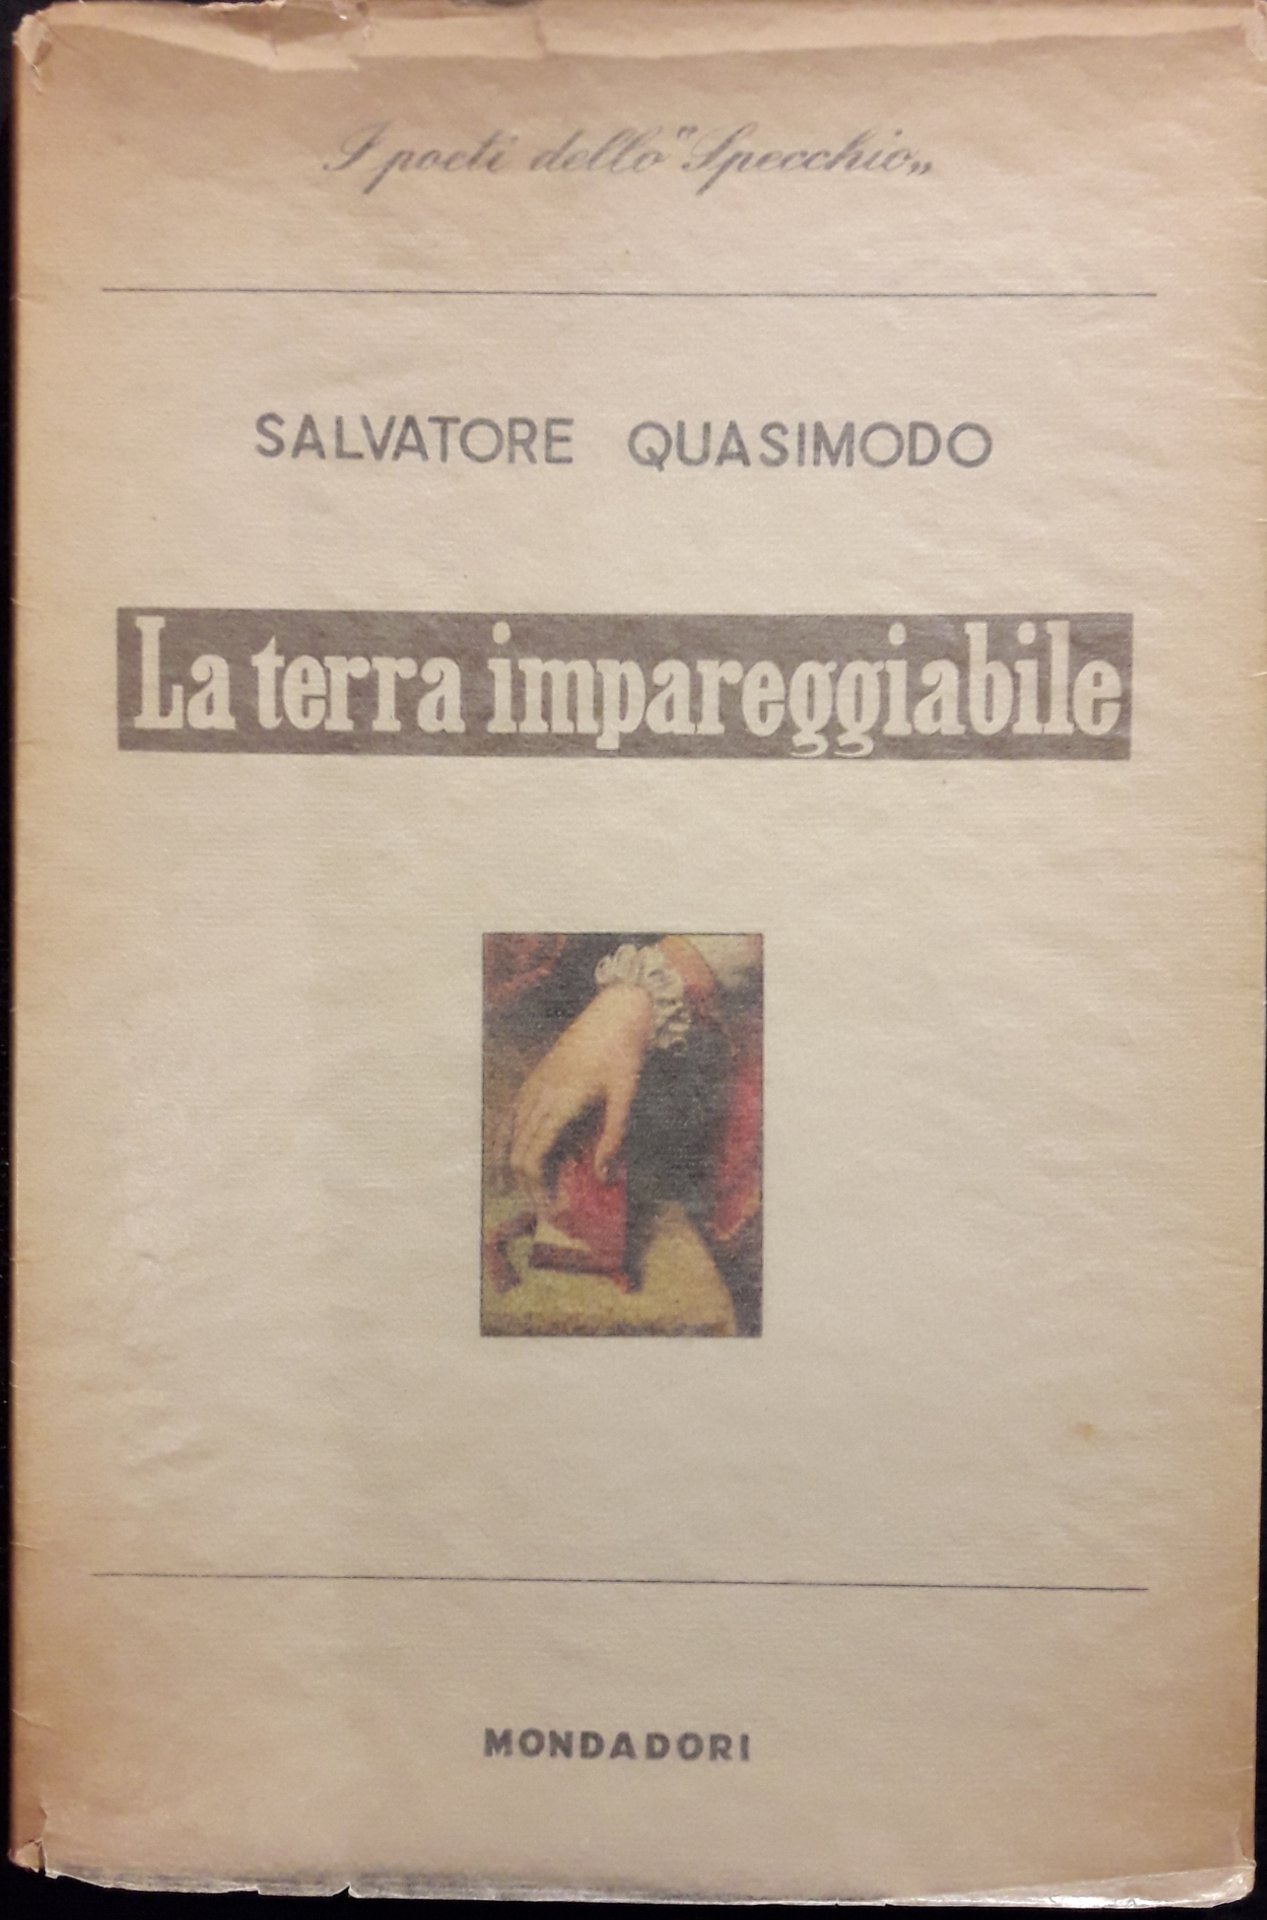 I poeti dello "Specchio„
SALVATORE QUASIMODO
La terra impareggiabile
MONDADORI